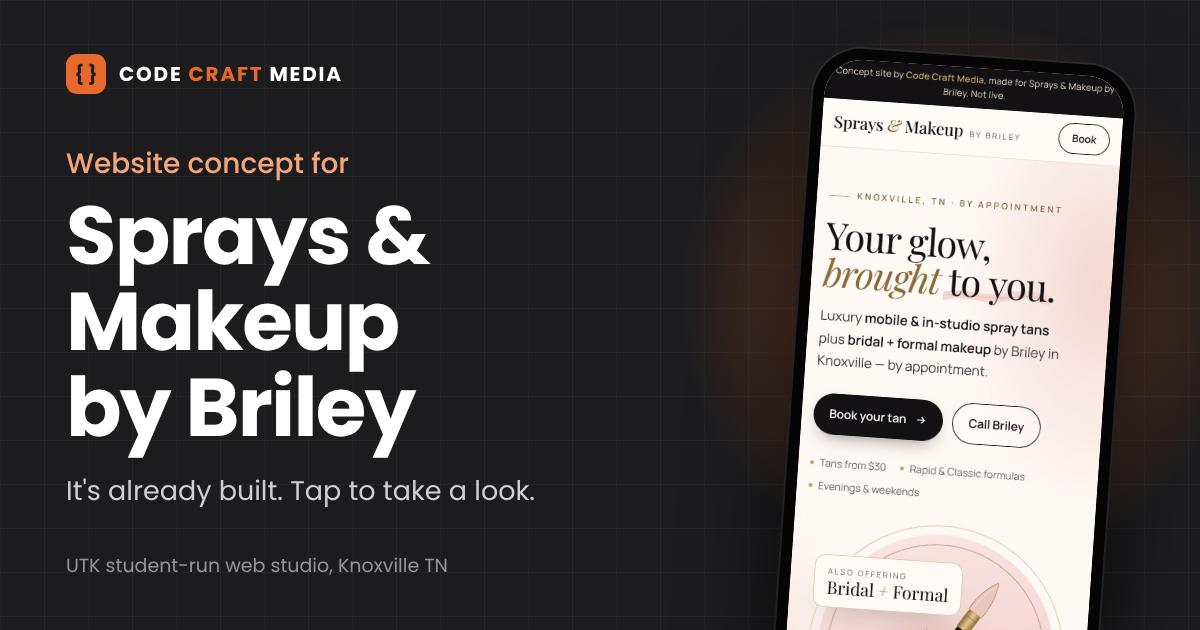 { } CODE CRAFT MEDIA
Website concept for
Sprays &
Makeup
by Briley
It's already built. Tap to take a look.
UTK student-run web studio, Knoxville TN
Concept site by Code Craft Media, made for Sprays & Makeup by
Briley. Not live.
Sprays & Makeup BY BRILEY
Book
KNOXVILLE, TN · BY APPOINTMENT
Your glow,
brought to you.
Luxury mobile & in-studio spray tans
plus bridal + formal makeup by Briley in
Knoxville — by appointment.
Book your tan →
Call Briley
• Tans from $30 • Rapid & Classic formulas
• Evenings & weekends
ALSO OFFERING
Bridal + Formal